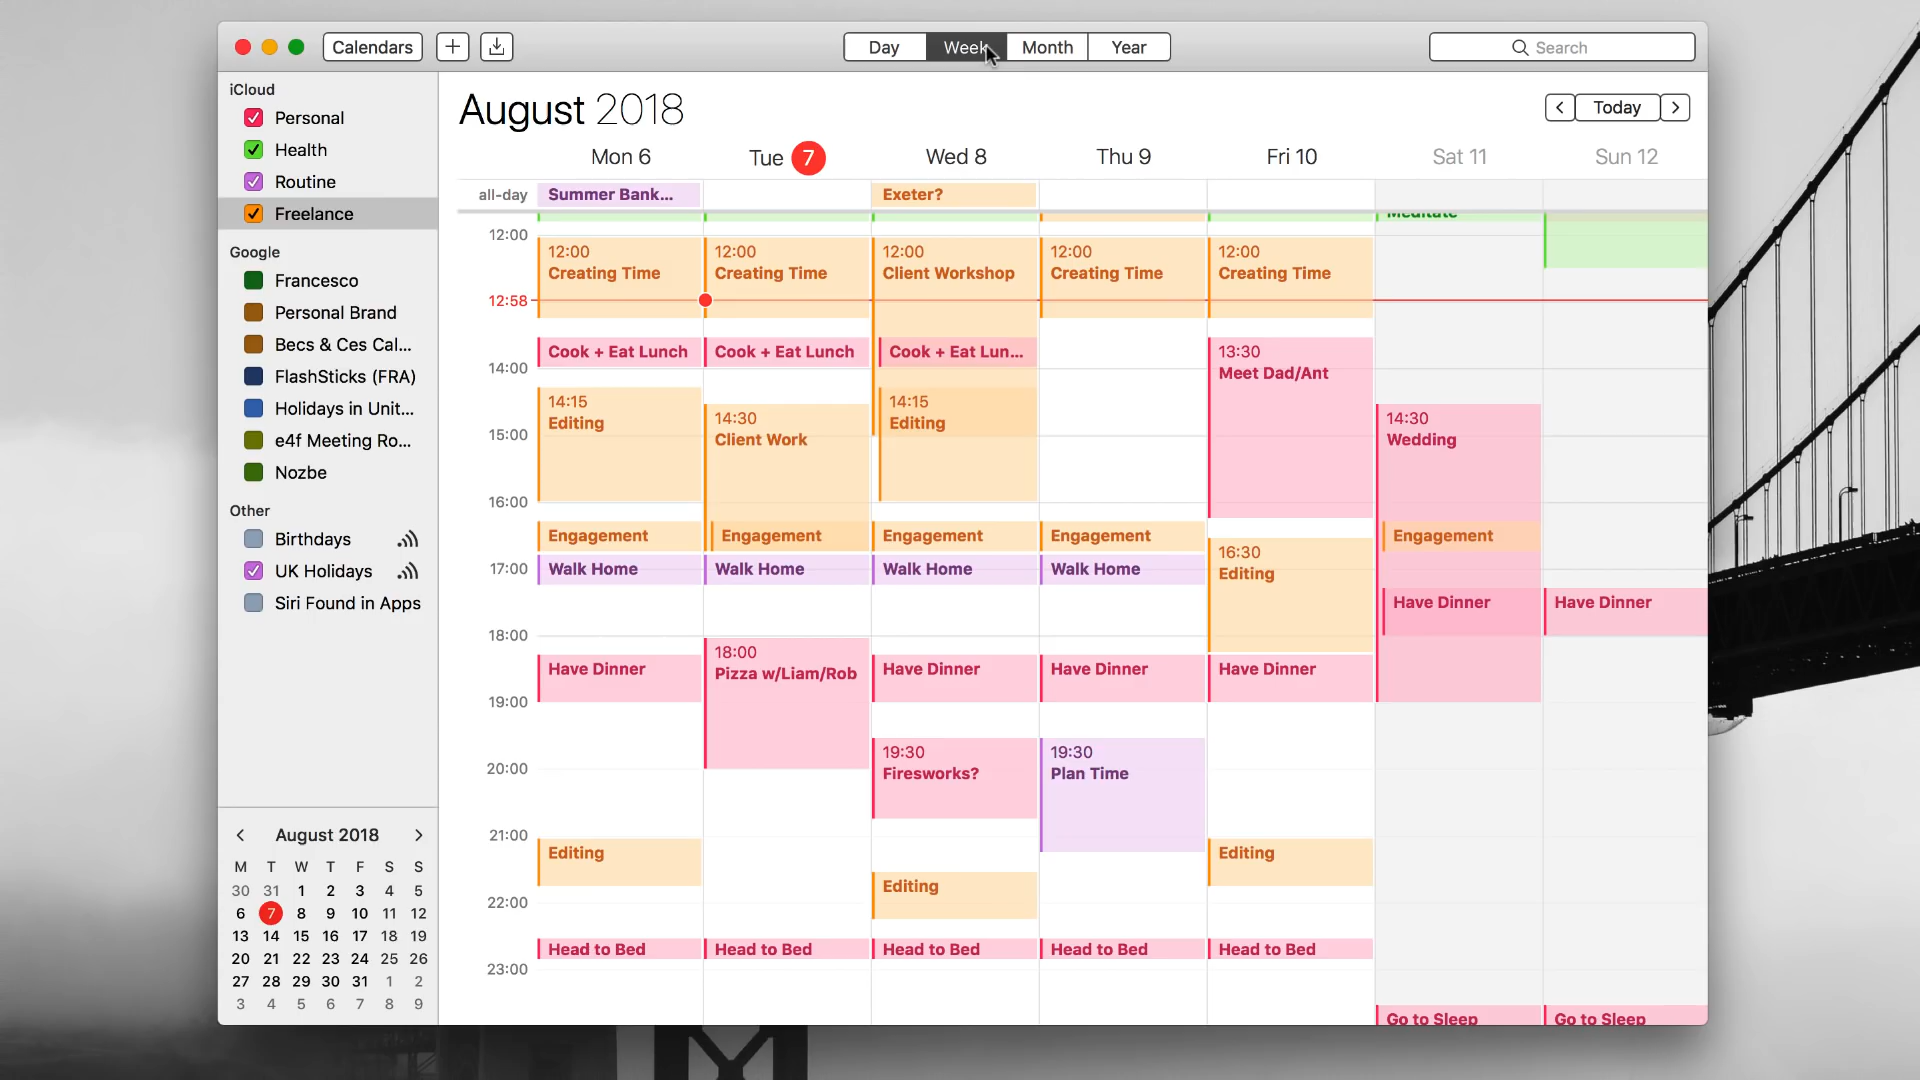 Calendars
Day Week Month Year
Search
iCloud
Personal
Health
Routine
Freelance
Google
Francesco
Personal Brand
Becs & Ces Cal...
FlashSticks (FRA)
Holidays in Unit...
e4f Meeting Ro...
Nozbe
Other
Birthdays
UK Holidays
Siri Found in Apps
August 2018
M T W T F S S
30 31 1 2 3 4 5
6 7 8 9 10 11 12
13 14 15 16 17 18 19
20 21 22 23 24 25 26
27 28 29 30 31 1 2
3 4 5 6 7 8 9
August 2018
Today
Mon 6 Tue 7 Wed 8 Thu 9 Fri 10 Sat 11 Sun 12
all-day Summer Bank... Exeter?
Meditate
12:00
12:00 12:00 12:00 12:00 12:00
Creating Time Creating Time Client Workshop Creating Time Creating Time
12:58
Cook + Eat Lunch Cook + Eat Lunch Cook + Eat Lun... 13:30
14:00
Meet Dad/Ant
14:15 14:15
14:30 14:30
Editing Editing
15:00
Client Work Wedding
16:00
Engagement Engagement Engagement Engagement Engagement
16:30
17:00
Walk Home Walk Home Walk Home Walk Home Editing
Have Dinner Have Dinner
18:00
18:00
Have Dinner Pizza w/Liam/Rob Have Dinner Have Dinner Have Dinner
19:00
19:30 19:30
20:00
Firesworks? Plan Time
21:00
Editing Editing
Editing
22:00
Head to Bed Head to Bed Head to Bed Head to Bed Head to Bed
23:00
Go to Sleep Go to Sleep